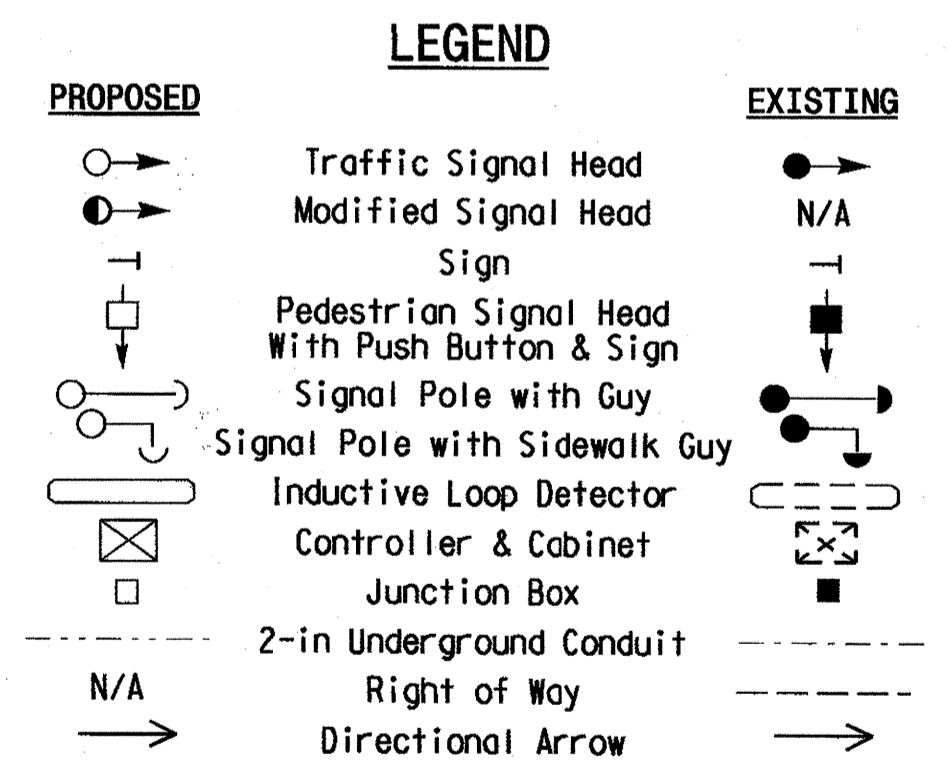 LEGEND
PROPOSED EXISTING
Traffic Signal Head
Modified Signal Head N/A
Sign
Pedestrian Signal Head
With Push Button & Sign
Signal Pole with Guy
Signal Pole with Sidewalk Guy
Inductive Loop Detector
Controller & Cabinet
Junction Box
2-in Underground Conduit
N/A Right of Way
Directional Arrow